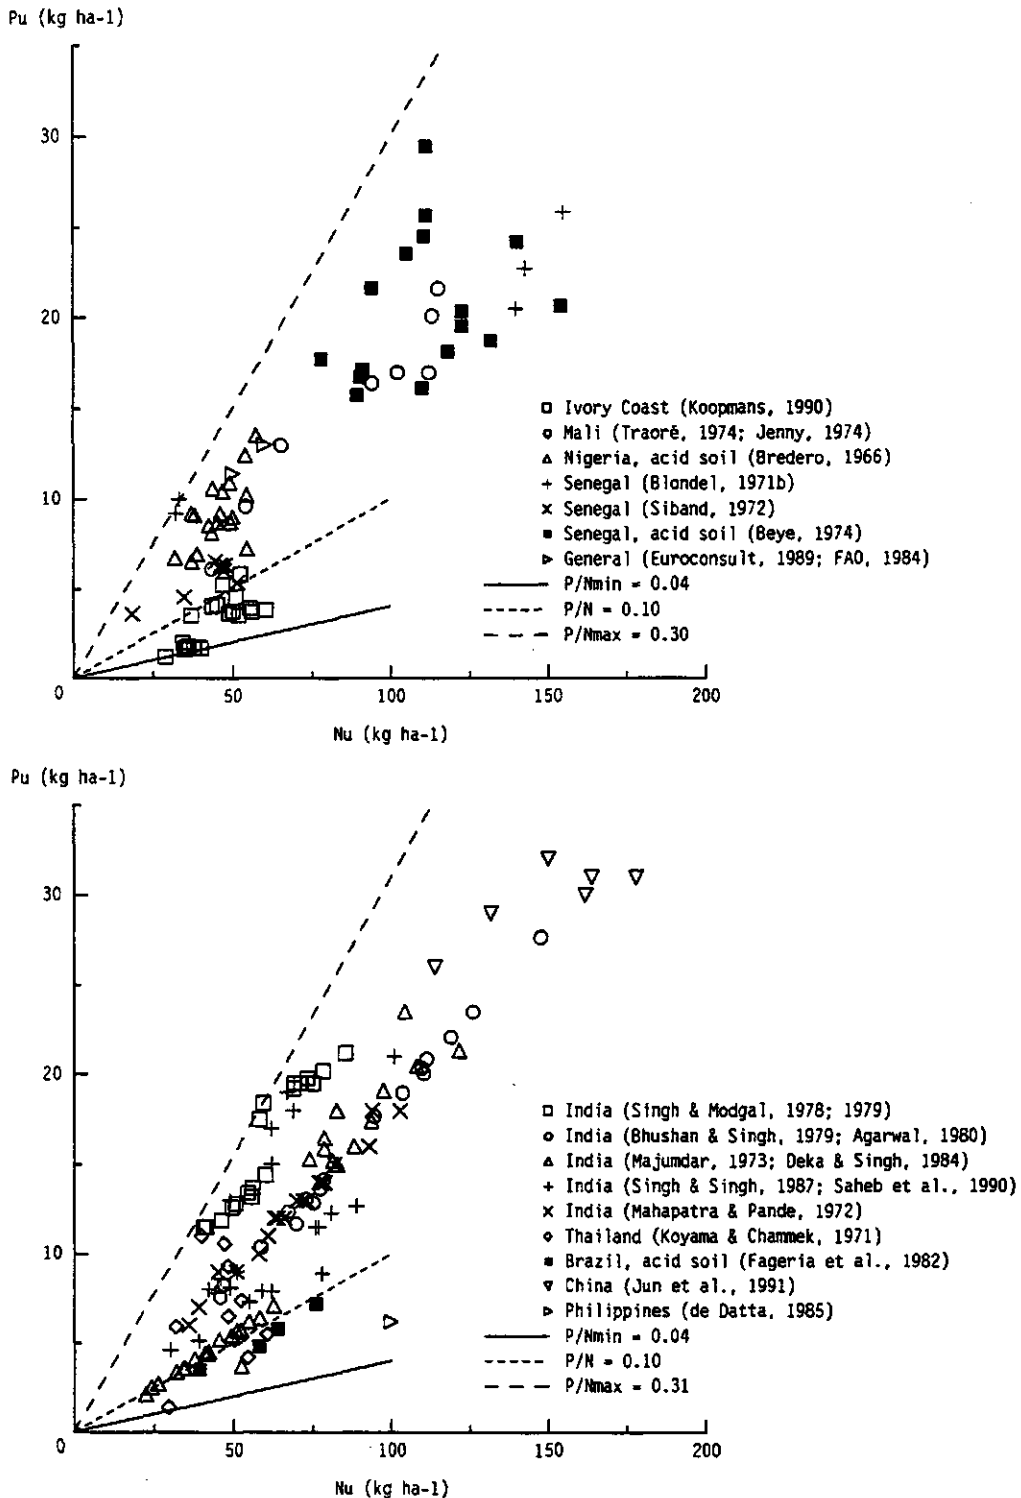 Pu (kg ha-1)
30
20
10
0
50
100
150
200
Nu (kg ha-1)
Ivory Coast (Koopmans, 1990)
Mali (Traoré, 1974; Jenny, 1974)
Nigeria, acid soil (Bredero, 1966)
Senegal (Blondel, 1971b)
Senegal (Siband, 1972)
Senegal, acid soil (Beye, 1974)
General (Euroconsult, 1989; FAO, 1984)
P/Nmin = 0.04
P/N = 0.10
P/Nmax = 0.30
Pu (kg ha-1)
30
20
10
0
50
100
150
200
Nu (kg ha-1)
India (Singh & Modgal, 1978; 1979)
India (Bhushan & Singh, 1979; Agarwal, 1980)
India (Majumdar, 1973; Deka & Singh, 1984)
India (Singh & Singh, 1987; Saheb et al., 1990)
India (Mahapatra & Pande, 1972)
Thailand (Koyama & Chammek, 1971)
Brazil, acid soil (Fageria et al., 1982)
China (Jun et al., 1991)
Philippines (de Datta, 1985)
P/Nmin = 0.04
P/N = 0.10
P/Nmax = 0.31